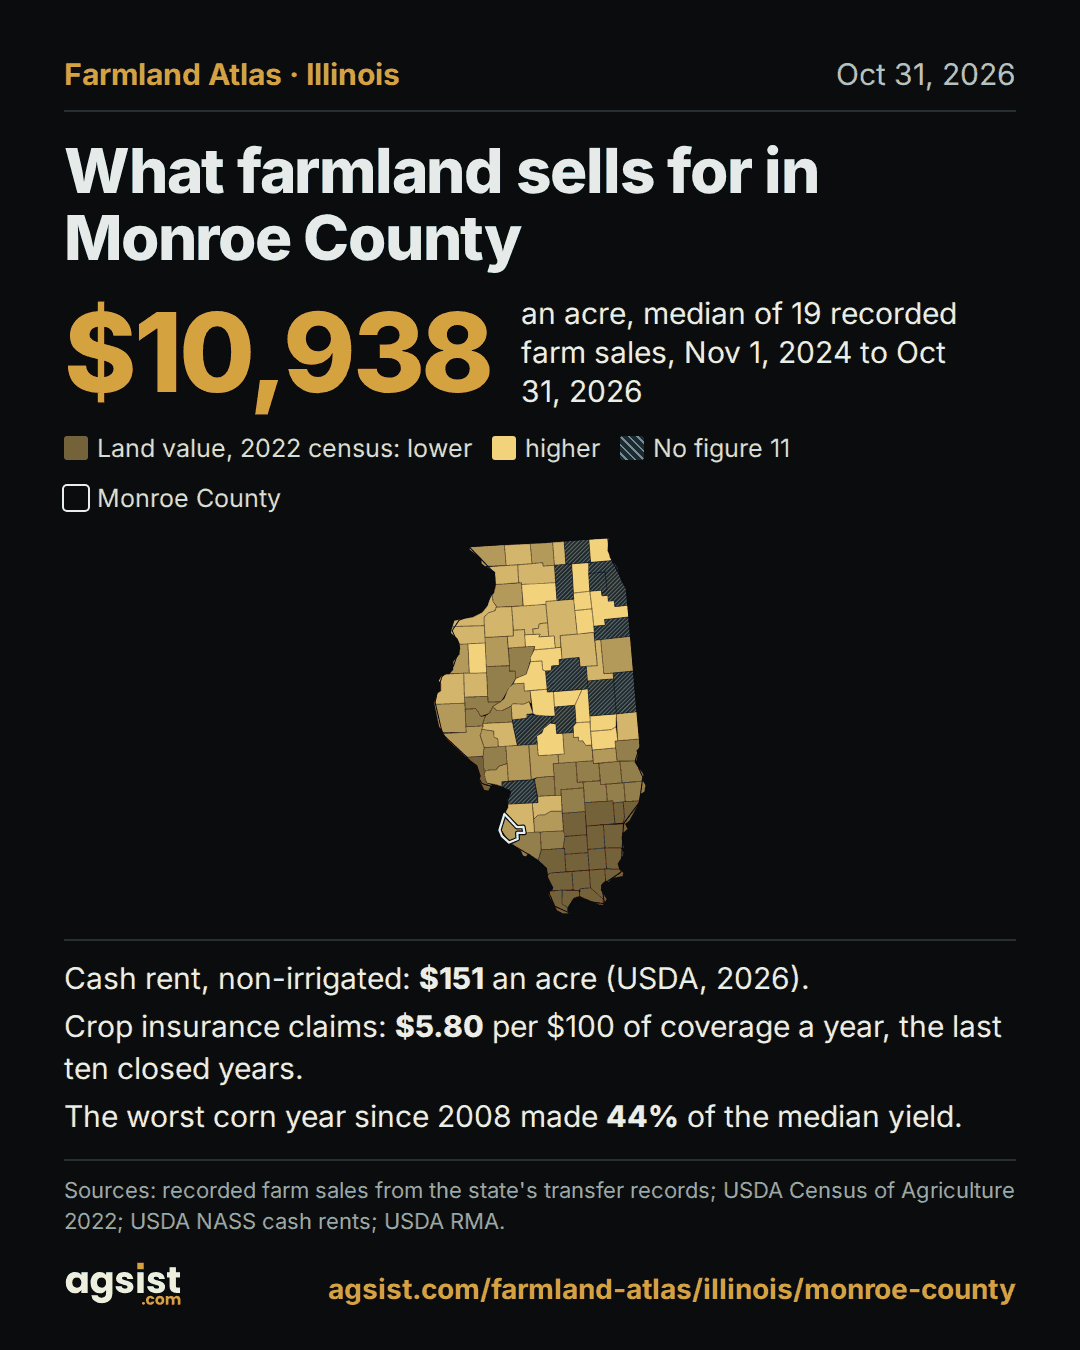 Farmland Atlas · Illinois
Oct 31, 2026
What farmland sells for in
Monroe County
$10,938
an acre, median of 19 recorded
farm sales, Nov 1, 2024 to Oct
31, 2026
Land value, 2022 census: lower
higher
No figure 11
Monroe County
Cash rent, non-irrigated: $151 an acre (USDA, 2026).
Crop insurance claims: $5.80 per $100 of coverage a year, the last
ten closed years.
The worst corn year since 2008 made 44% of the median yield.
Sources: recorded farm sales from the state's transfer records; USDA Census of Agriculture
2022; USDA NASS cash rents; USDA RMA.
agsist
.com
agsist.com/farmland-atlas/illinois/monroe-county